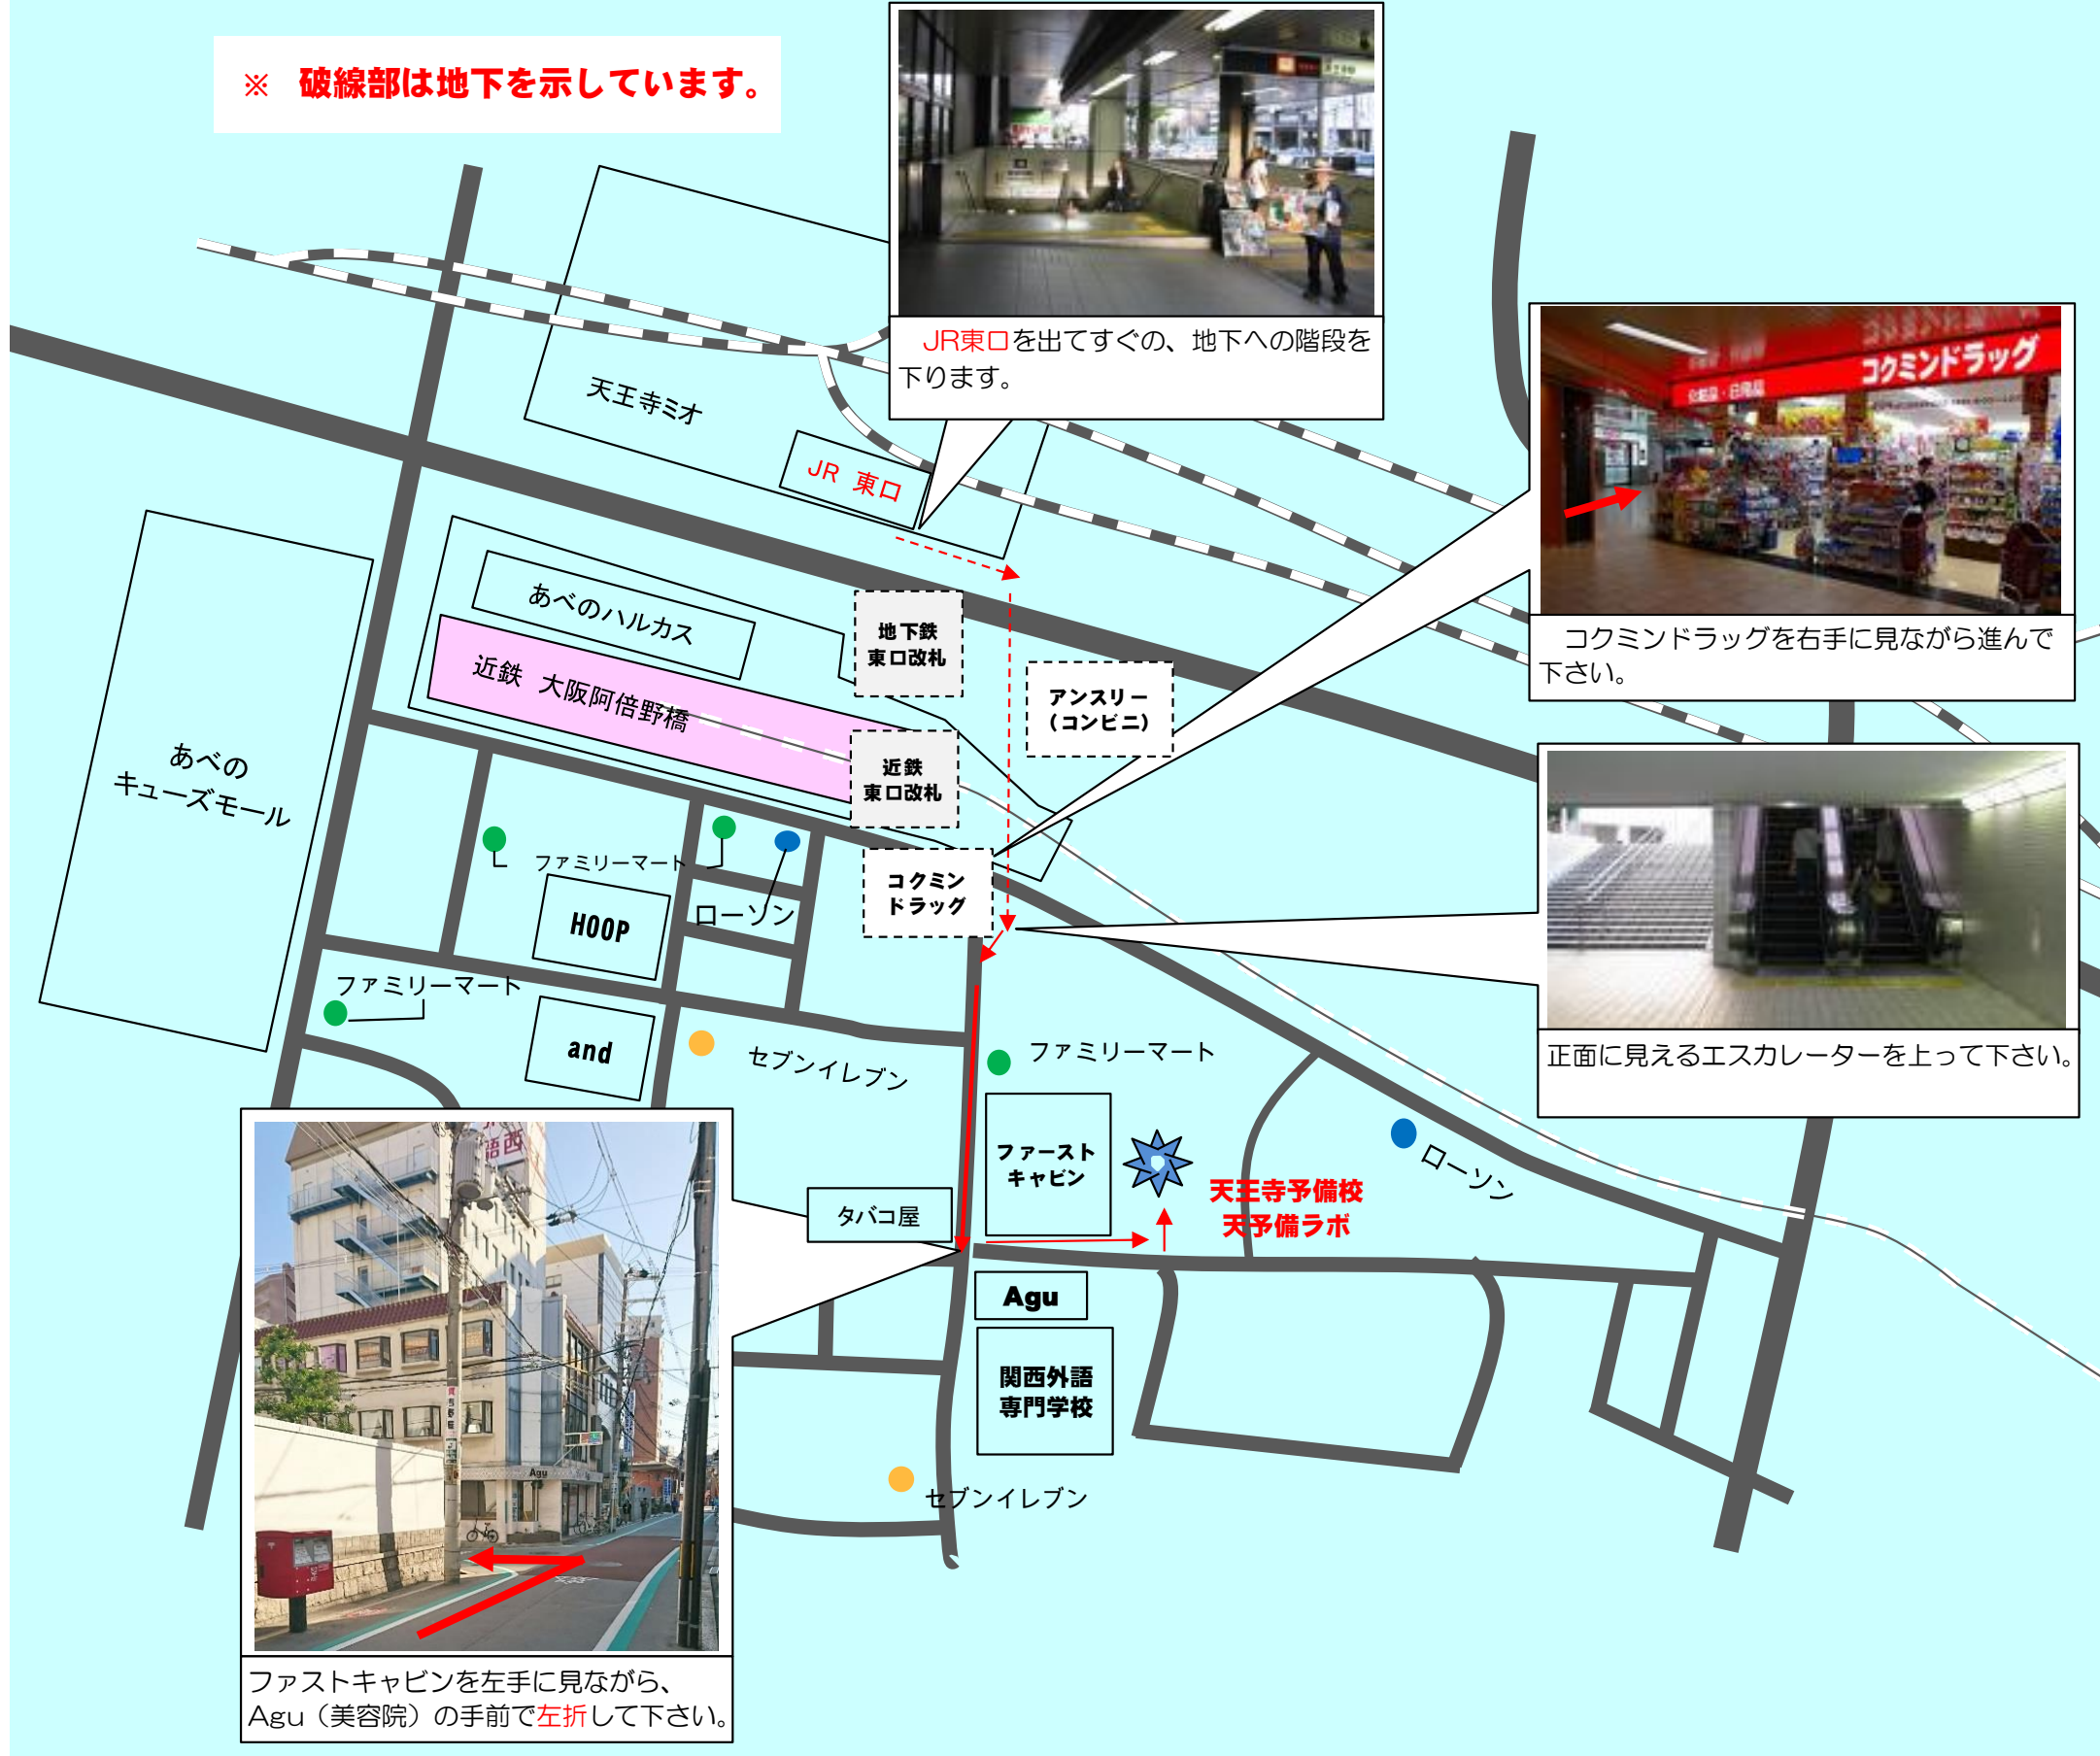 ※　破線部は地下を示しています。
JR東口を出てすぐの、地下への階段を
下ります。
コクミンドラッグ
化粧品・日用品
コクミンドラッグを右手に見ながら進んで
下さい。
天王寺ミオ
JR 東口
あべのハルカス
近鉄 大阪阿倍野橋
地下鉄
東口改札
アンスリー
（コンビニ）
近鉄
東口改札
あべの
キューズモール
ファミリーマート
ローソン
コクミン
ドラッグ
HOOP
正面に見えるエスカレーターを上って下さい。
ファミリーマート
and
セブンイレブン
ファミリーマート
ファースト
キャビン
ローソン
天王寺予備校
天予備ラボ
タバコ屋
Agu
関西外語
専門学校
セブンイレブン
語西
Agu
ファストキャビンを左手に見ながら、
Agu（美容院）の手前で左折して下さい。